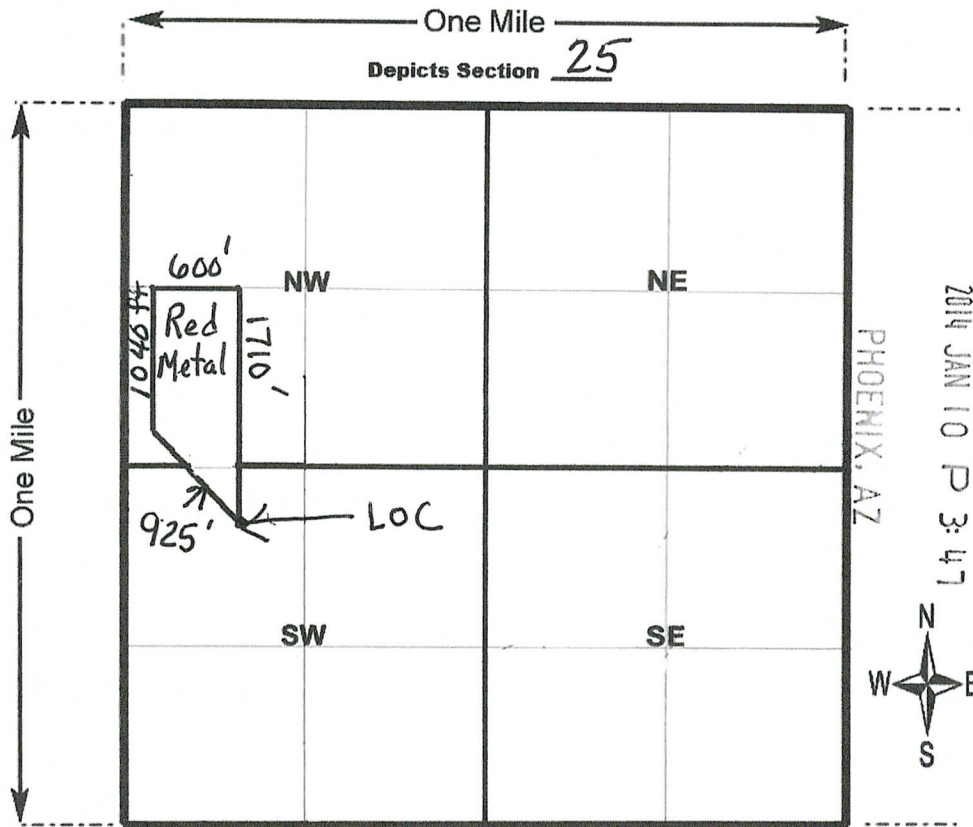 One Mile
Depicts Section 25
One Mile
600'
NW
NE
1046 ft
Red
Metal
1710'
925'
LOC
SW
SE
PHOENIX, AZ
2014 JAN 10 P 3:47
N
W
E
S